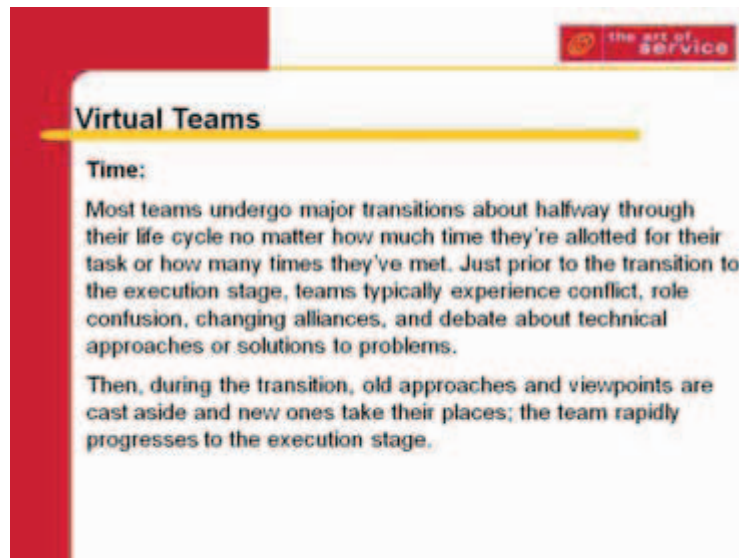 the art of
service
Virtual Teams
Time:
Most teams undergo major transitions about halfway through
their life cycle no matter how much time they're allotted for their
task or how many times they've met. Just prior to the transition to
the execution stage, teams typically experience conflict, role
confusion, changing alliances, and debate about technical
approaches or solutions to problems.
Then, during the transition, old approaches and viewpoints are
cast aside and new ones take their places; the team rapidly
progresses to the execution stage.